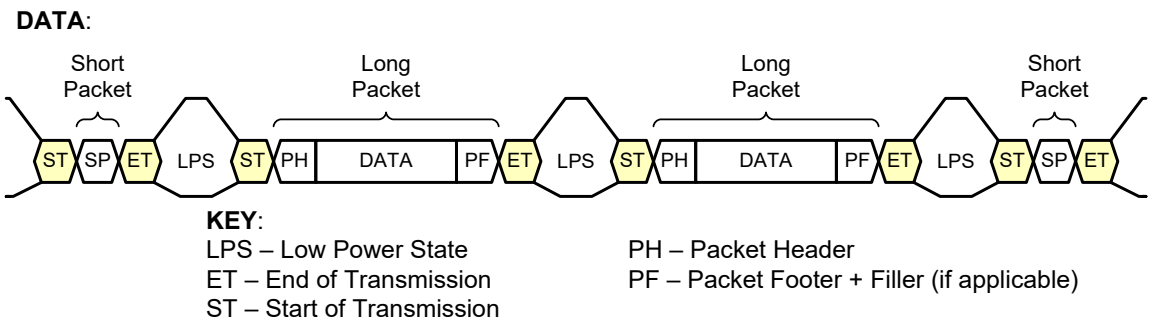 DATA:
Short Packet
Long Packet
Long Packet
Short Packet
ST SP ET LPS ST PH DATA PF ET LPS ST PH DATA PF ET LPS ST SP ET
KEY:
LPS – Low Power State
ET – End of Transmission
ST – Start of Transmission
PH – Packet Header
PF – Packet Footer + Filler (if applicable)